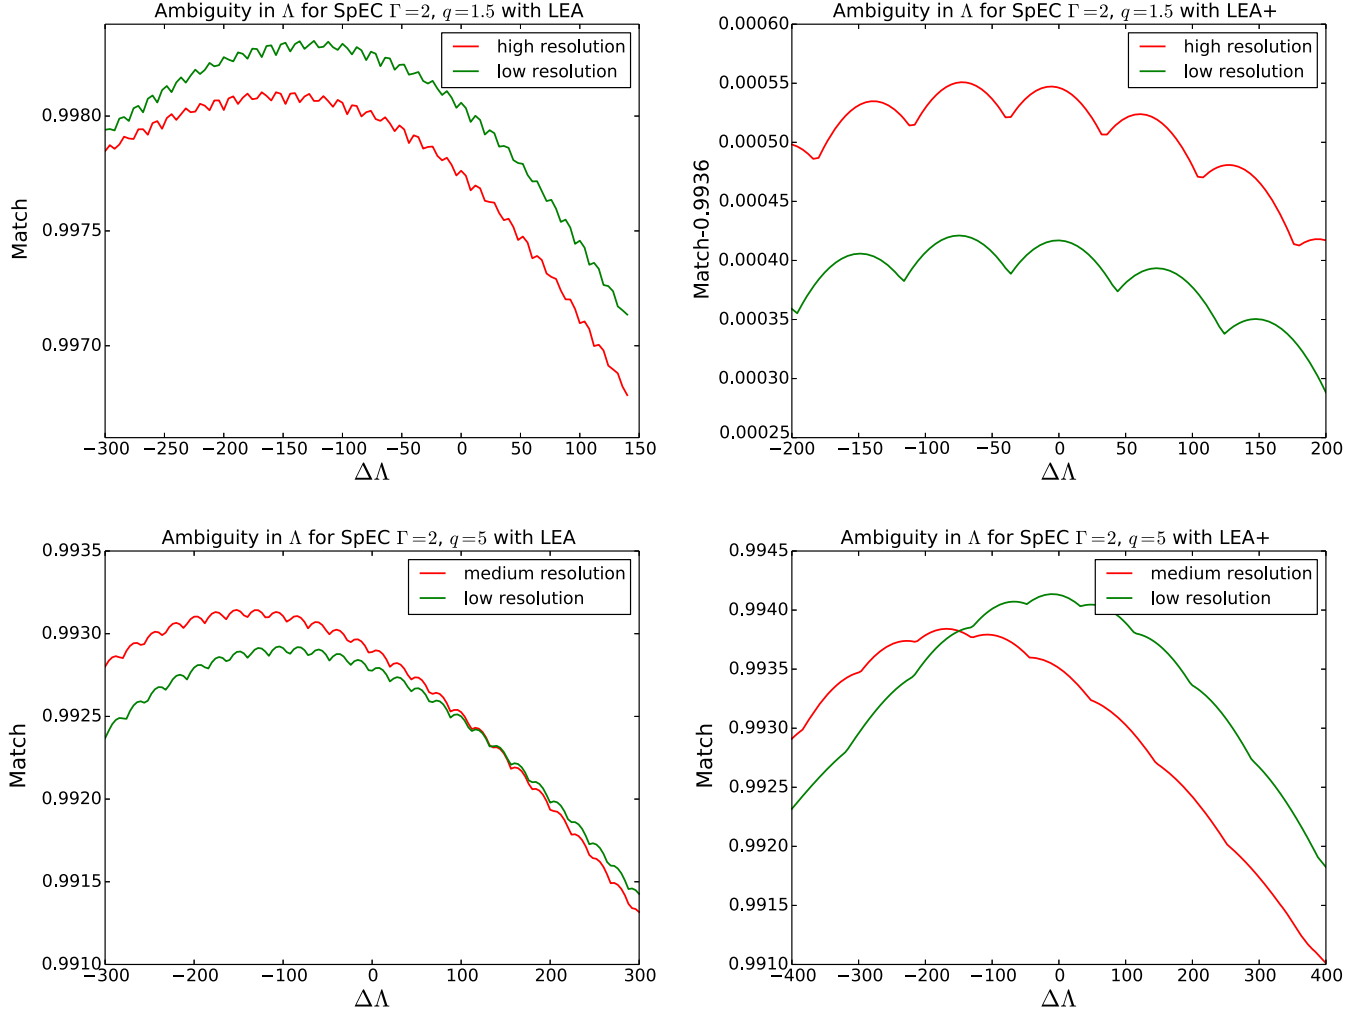 Ambiguity in Λ for SpEC Γ=2, q=1.5 with LEA
high resolution
low resolution
0.9980
0.9975
0.9970
Match
−300 −250 −200 −150 −100 −50 0 50 100 150
ΔΛ
Ambiguity in Λ for SpEC Γ=2, q=1.5 with LEA+
high resolution
low resolution
0.00060
0.00055
0.00050
0.00045
0.00040
0.00035
0.00030
0.00025
Match-0.9936
−200 −150 −100 −50 0 50 100 150 200
ΔΛ
Ambiguity in Λ for SpEC Γ=2, q=5 with LEA
medium resolution
low resolution
0.9935
0.9930
0.9925
0.9920
0.9915
0.9910
Match
−300 −200 −100 0 100 200 300
ΔΛ
Ambiguity in Λ for SpEC Γ=2, q=5 with LEA+
medium resolution
low resolution
0.9945
0.9940
0.9935
0.9930
0.9925
0.9920
0.9915
0.9910
Match
−400 −300 −200 −100 0 100 200 300 400
ΔΛ